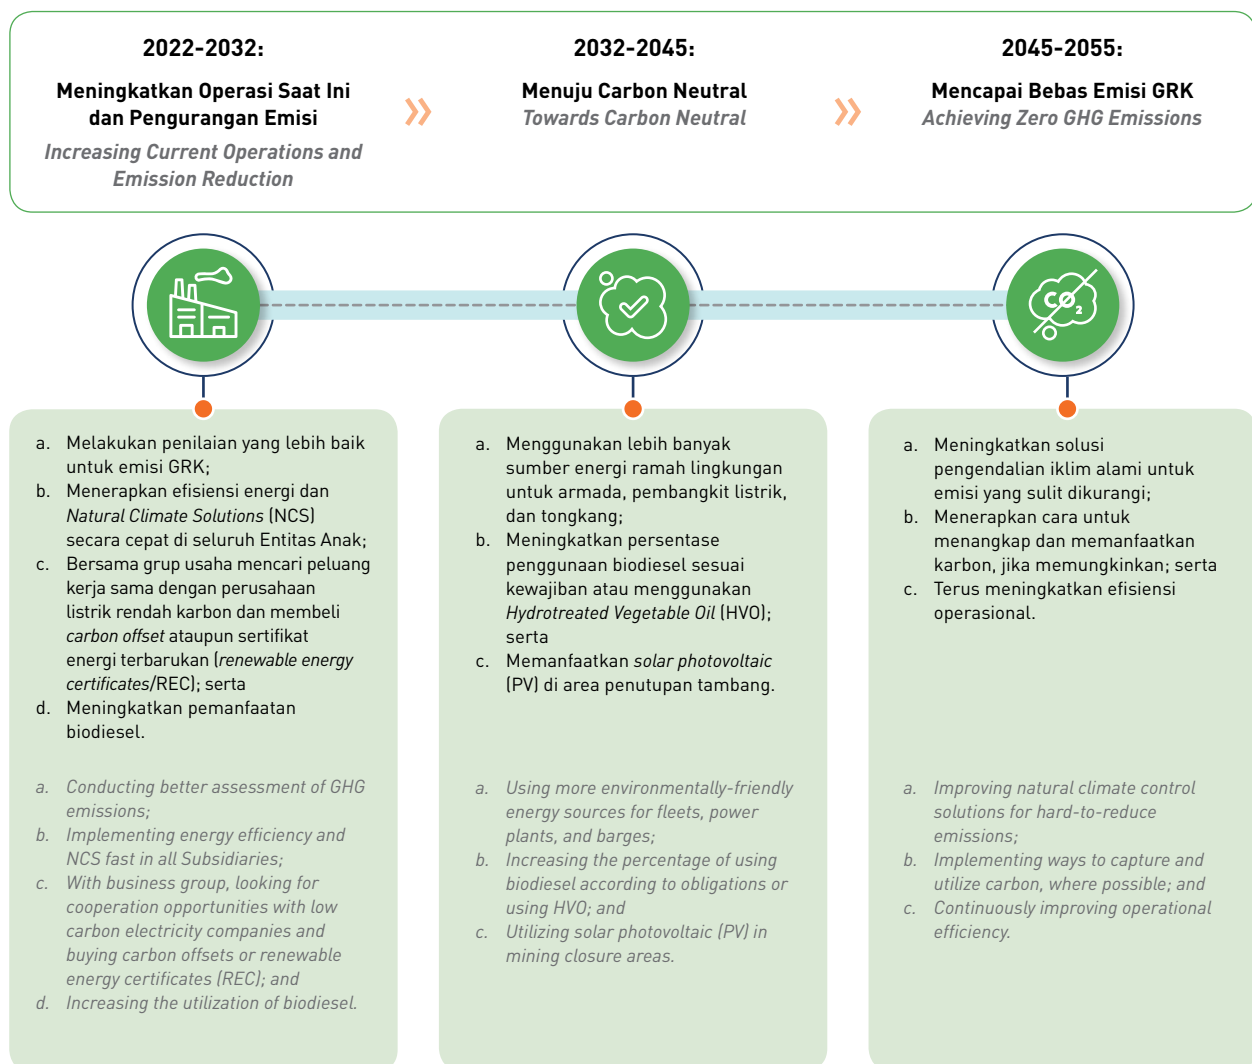 2022-2032:
Meningkatkan Operasi Saat Ini
dan Pengurangan Emisi
Increasing Current Operations and
Emission Reduction
2032-2045:
Menuju Carbon Neutral
Towards Carbon Neutral
2045-2055:
Mencapai Bebas Emisi GRK
Achieving Zero GHG Emissions
CO2
a. Melakukan penilaian yang lebih baik
untuk emisi GRK;
b. Menerapkan efisiensi energi dan
Natural Climate Solutions (NCS)
secara cepat di seluruh Entitas Anak;
c. Bersama grup usaha mencari peluang
kerja sama dengan perusahaan
listrik rendah karbon dan membeli
carbon offset ataupun sertifikat
energi terbarukan (renewable energy
certificates/REC); serta
d. Meningkatkan pemanfaatan
biodiesel.
a. Conducting better assessment of GHG
emissions;
b. Implementing energy efficiency and
NCS fast in all Subsidiaries;
c. With business group, looking for
cooperation opportunities with low
carbon electricity companies and
buying carbon offsets or renewable
energy certificates (REC); and
d. Increasing the utilization of biodiesel.
a. Menggunakan lebih banyak
sumber energi ramah lingkungan
untuk armada, pembangkit listrik,
dan tongkang;
b. Meningkatkan persentase
penggunaan biodiesel sesuai
kewajiban atau menggunakan
Hydrotreated Vegetable Oil (HVO);
serta
c. Memanfaatkan solar photovoltaic
(PV) di area penutupan tambang.
a. Using more environmentally-friendly
energy sources for fleets, power
plants, and barges;
b. Increasing the percentage of using
biodiesel according to obligations or
using HVO; and
c. Utilizing solar photovoltaic (PV) in
mining closure areas.
a. Meningkatkan solusi
pengendalian iklim alami untuk
emisi yang sulit dikurangi;
b. Menerapkan cara untuk
menangkap dan memanfaatkan
karbon, jika memungkinkan; serta
c. Terus meningkatkan efisiensi
operasional.
a. Improving natural climate control
solutions for hard-to-reduce
emissions;
b. Implementing ways to capture and
utilize carbon, where possible; and
c. Continuously improving operational
efficiency.